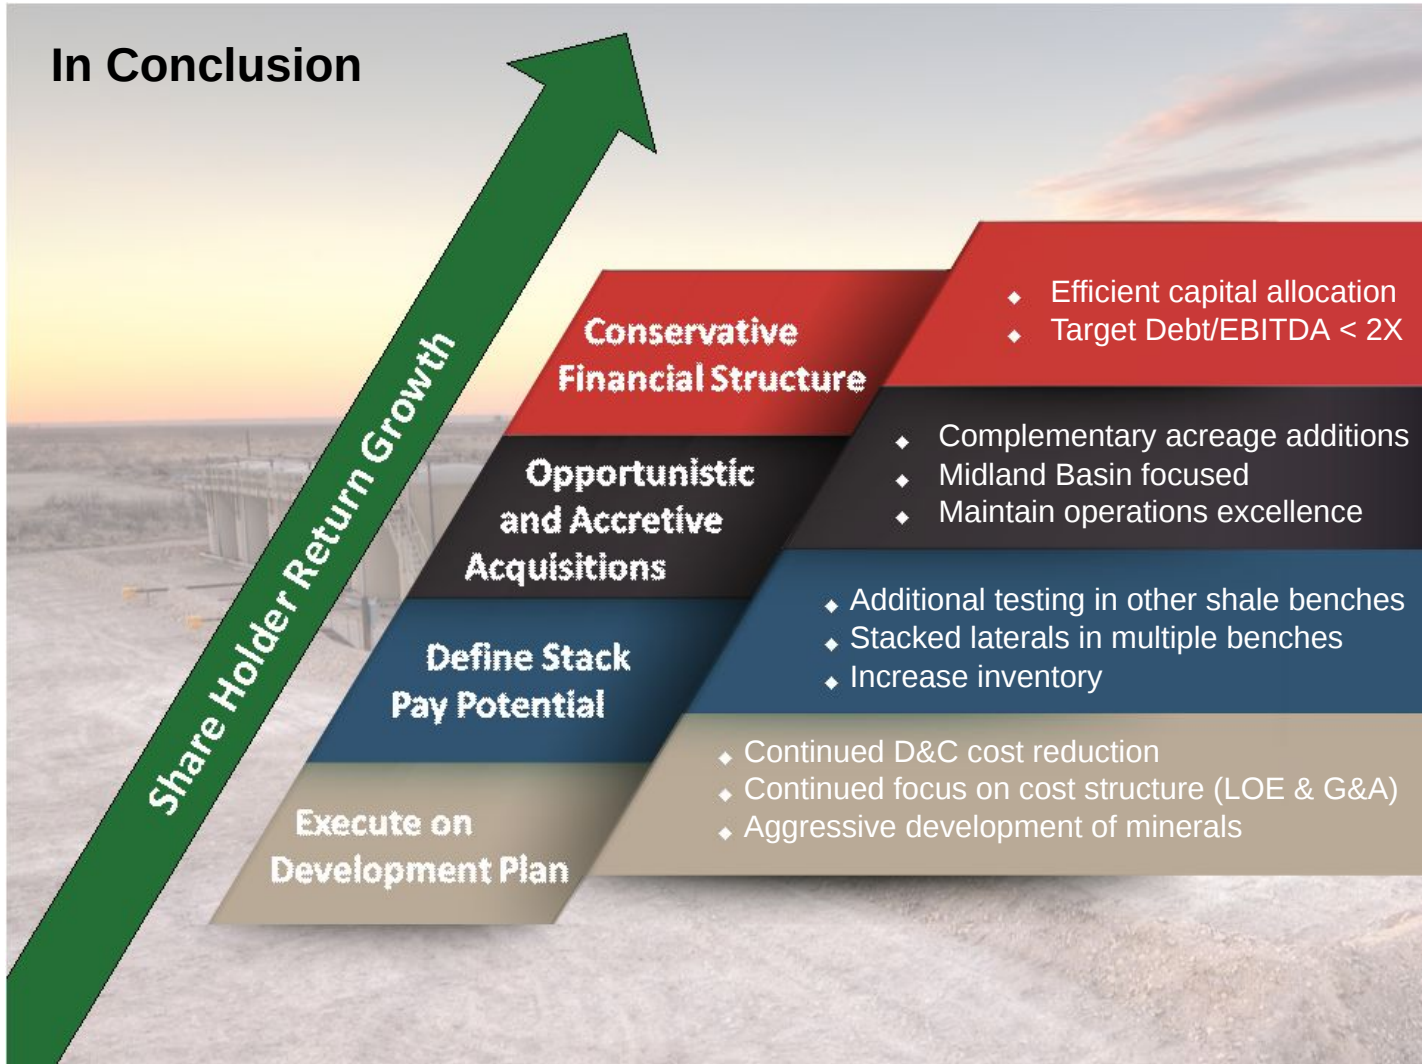 In Conclusion
Share Holder Return Growth
Conservative
Financial Structure
◆ Efficient capital allocation
◆ Target Debt/EBITDA < 2X
Opportunistic
and Accretive
Acquisitions
◆ Complementary acreage additions
◆ Midland Basin focused
◆ Maintain operations excellence
Define Stack
Pay Potential
◆ Additional testing in other shale benches
◆ Stacked laterals in multiple benches
◆ Increase inventory
Execute on
Development Plan
◆ Continued D&C cost reduction
◆ Continued focus on cost structure (LOE & G&A)
◆ Aggressive development of minerals